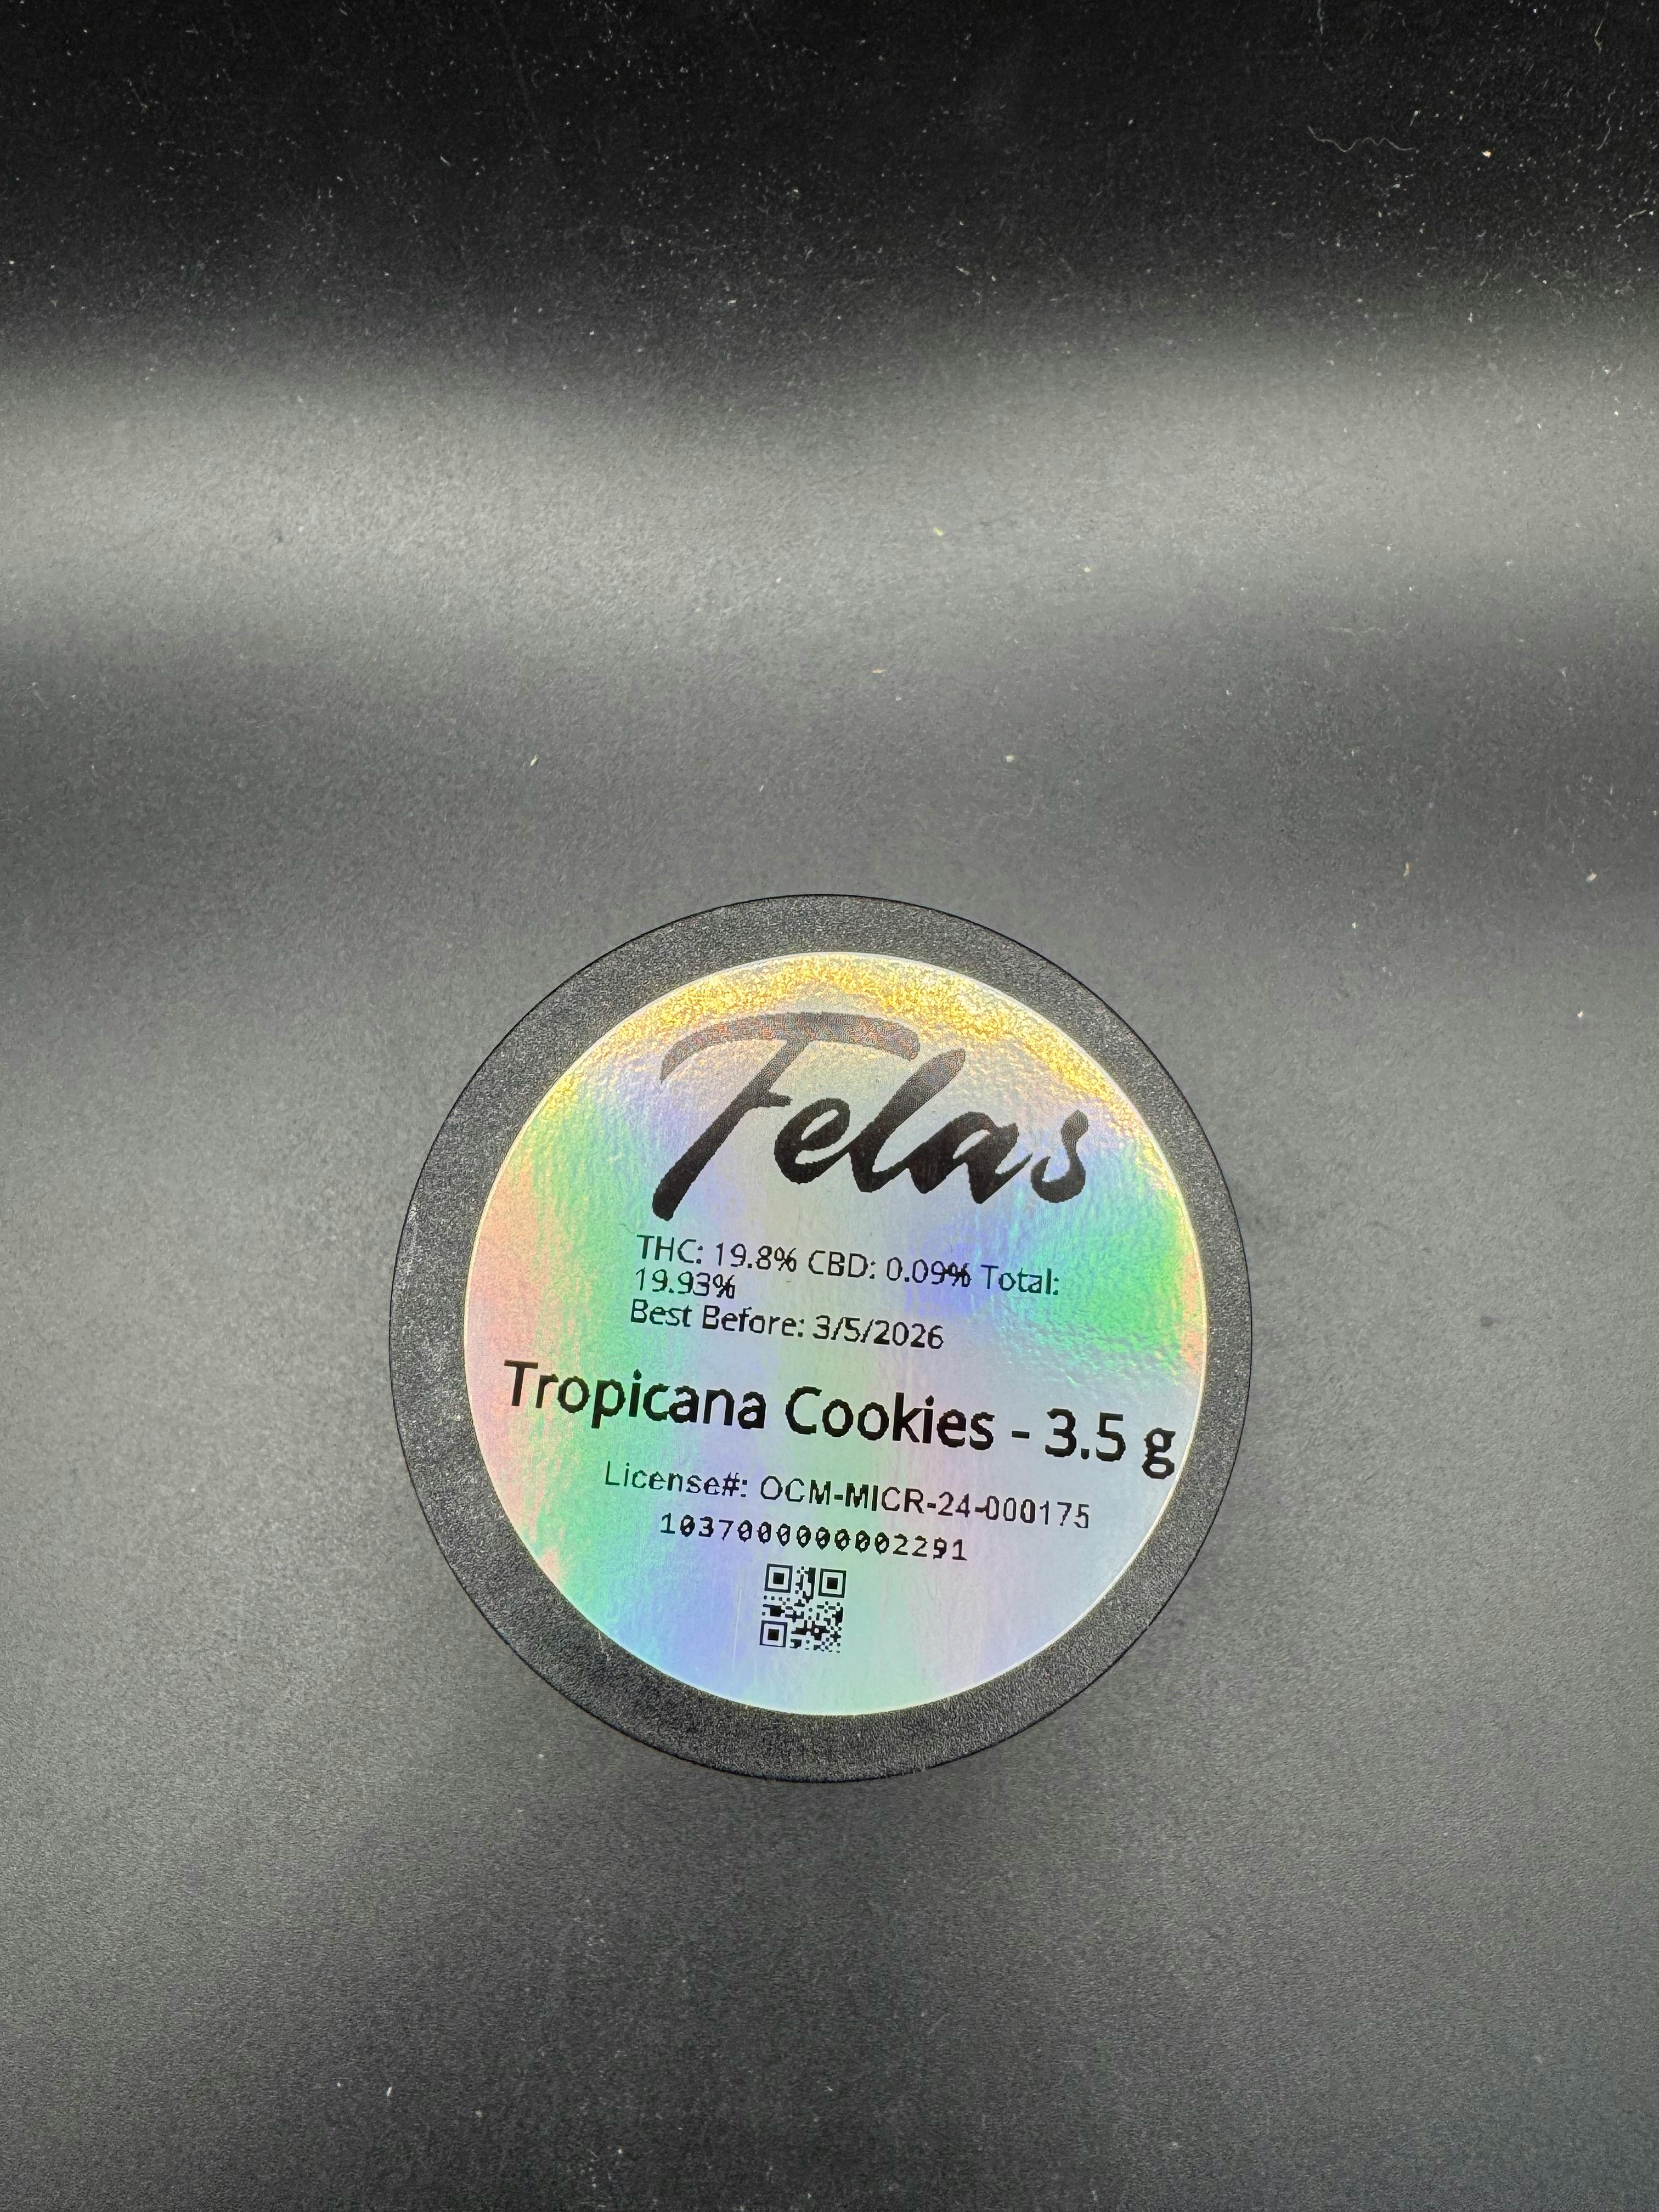 Felas
THC: 19.8% CBD: 0.09% Total:
19.93%
Best Before: 3/5/2026
Tropicana Cookies - 3.5 g
License#: OCM-MICR-24-000175
1037000000002291